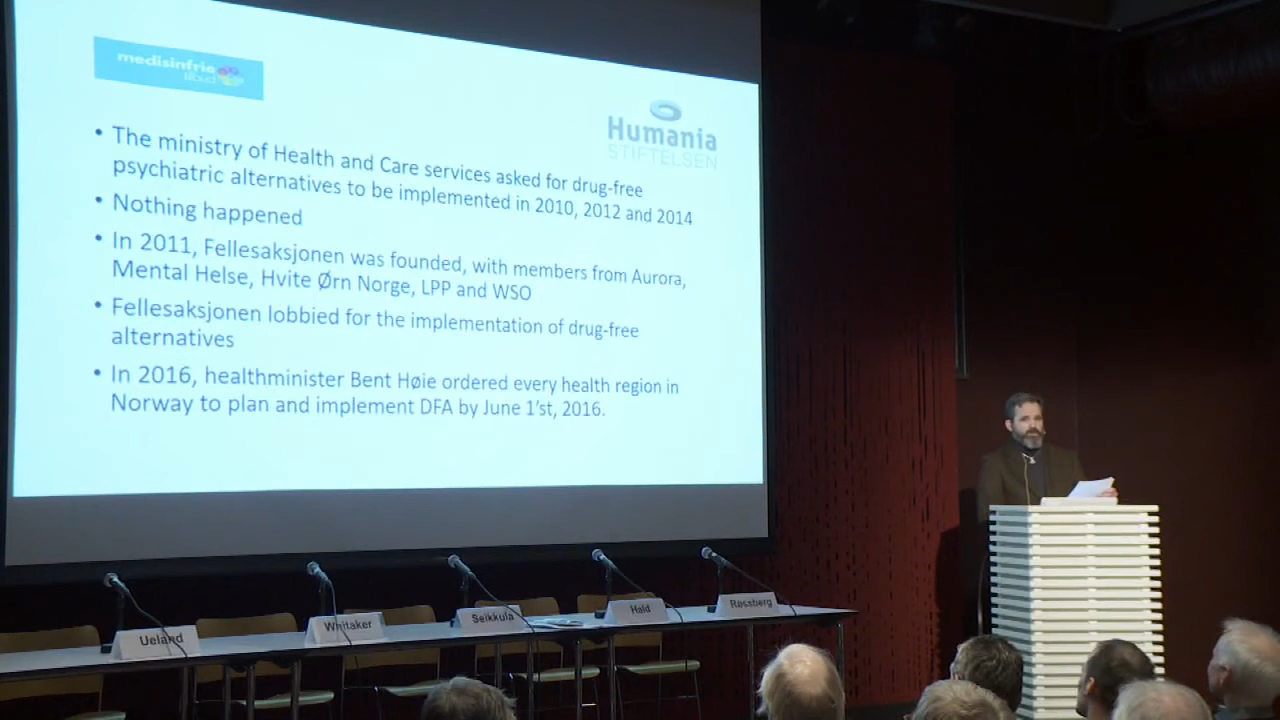 medisinfrie
tilbud
Humania
STIFTELSEN
• The ministry of Health and Care services asked for drug-free
psychiatric alternatives to be implemented in 2010, 2012 and 2014
• Nothing happened
• In 2011, Fellesaksjonen was founded, with members from Aurora,
Mental Helse, Hvite Ørn Norge, LPP and WSO
• Fellesaksjonen lobbied for the implementation of drug-free
alternatives
• In 2016, healthminister Bent Høie ordered every health region in
Norway to plan and implement DFA by June 1'st, 2016.
Ueland
Whitaker
Seikkula
Hald
Røssberg